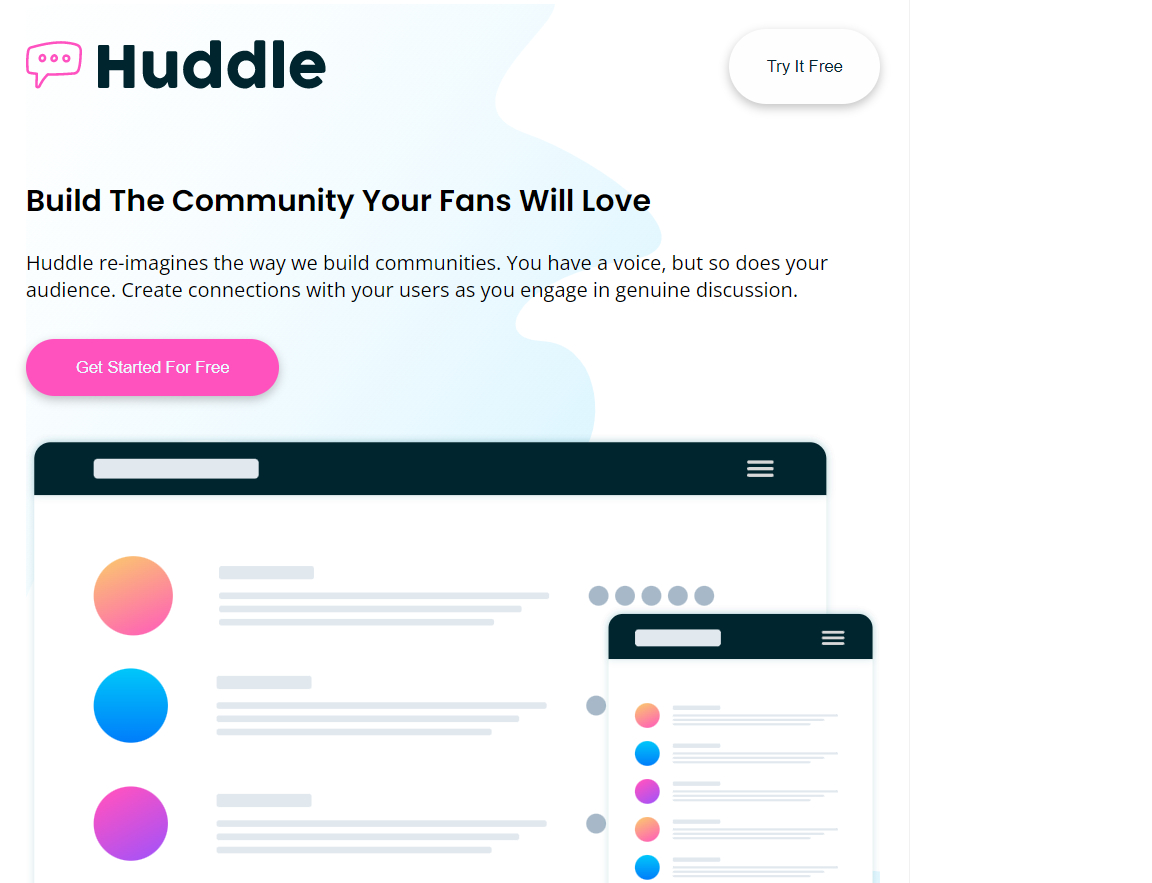 Huddle
Try It Free
Build The Community Your Fans Will Love
Huddle re-imagines the way we build communities. You have a voice, but so does your
audience. Create connections with your users as you engage in genuine discussion.
Get Started For Free